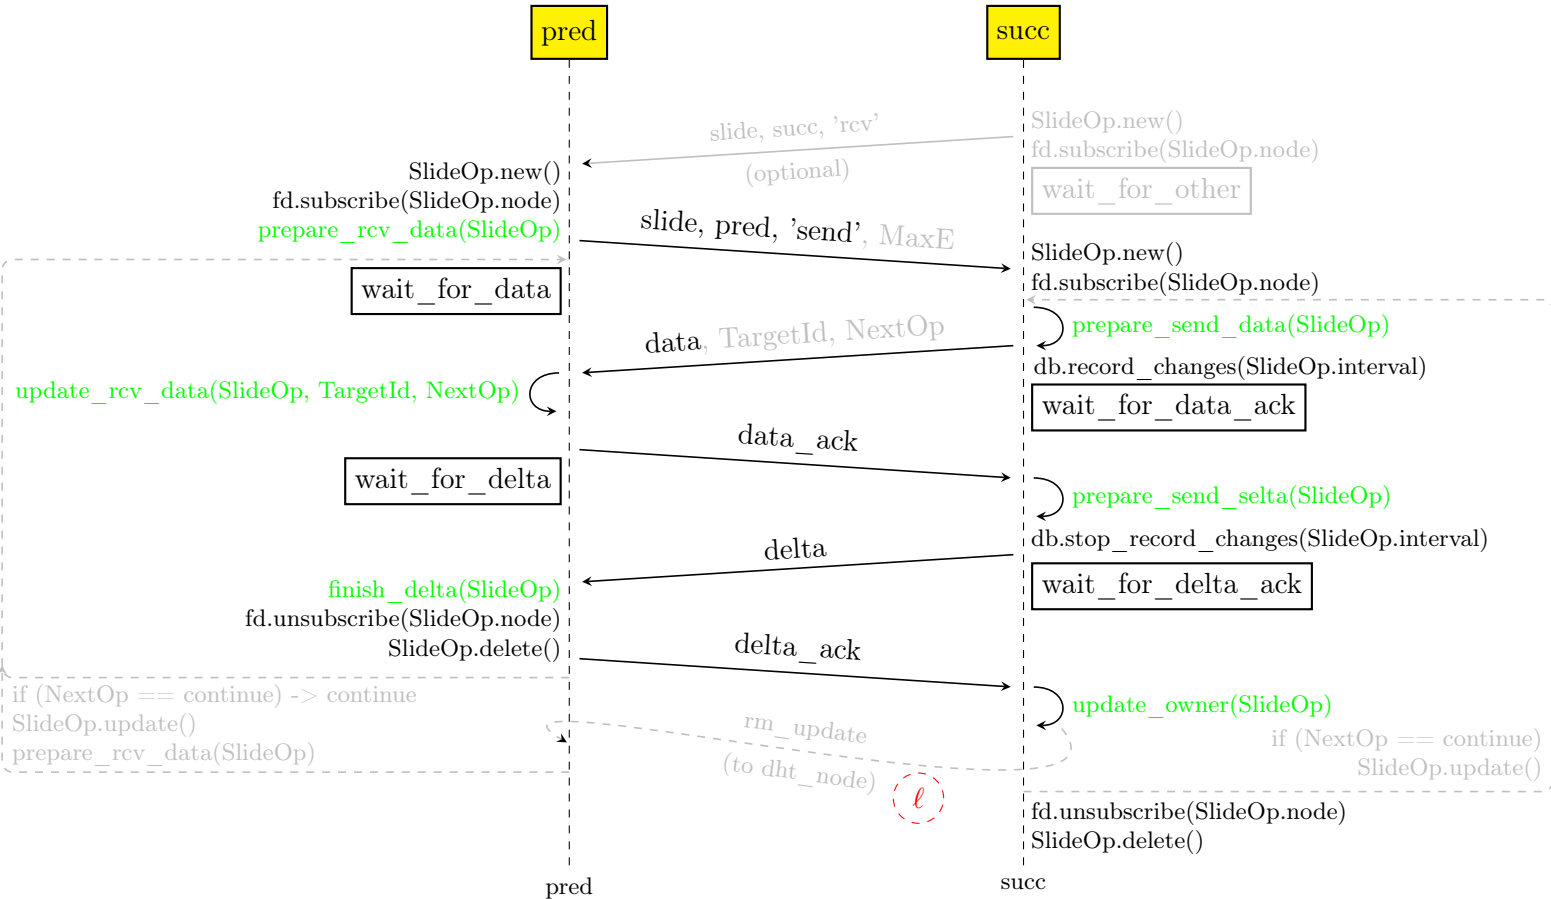 pred
succ
slide, succ, 'rcv'
(optional)
SlideOp.new()
fd.subscribe(SlideOp.node)
wait_for_other
SlideOp.new()
fd.subscribe(SlideOp.node)
prepare_rcv_data(SlideOp)
slide, pred, 'send', MaxE
SlideOp.new()
fd.subscribe(SlideOp.node)
wait_for_data
prepare_send_data(SlideOp)
data, TargetId, NextOp
db.record_changes(SlideOp.interval)
update_rcv_data(SlideOp, TargetId, NextOp)
wait_for_data_ack
data_ack
wait_for_delta
prepare_send_selta(SlideOp)
db.stop_record_changes(SlideOp.interval)
delta
wait_for_delta_ack
finish_delta(SlideOp)
fd.unsubscribe(SlideOp.node)
SlideOp.delete()
delta_ack
if (NextOp == continue) -> continue
SlideOp.update()
prepare_rcv_data(SlideOp)
update_owner(SlideOp)
rm_update
(to dht_node)
ℓ
if (NextOp == continue)
SlideOp.update()
fd.unsubscribe(SlideOp.node)
SlideOp.delete()
pred
succ